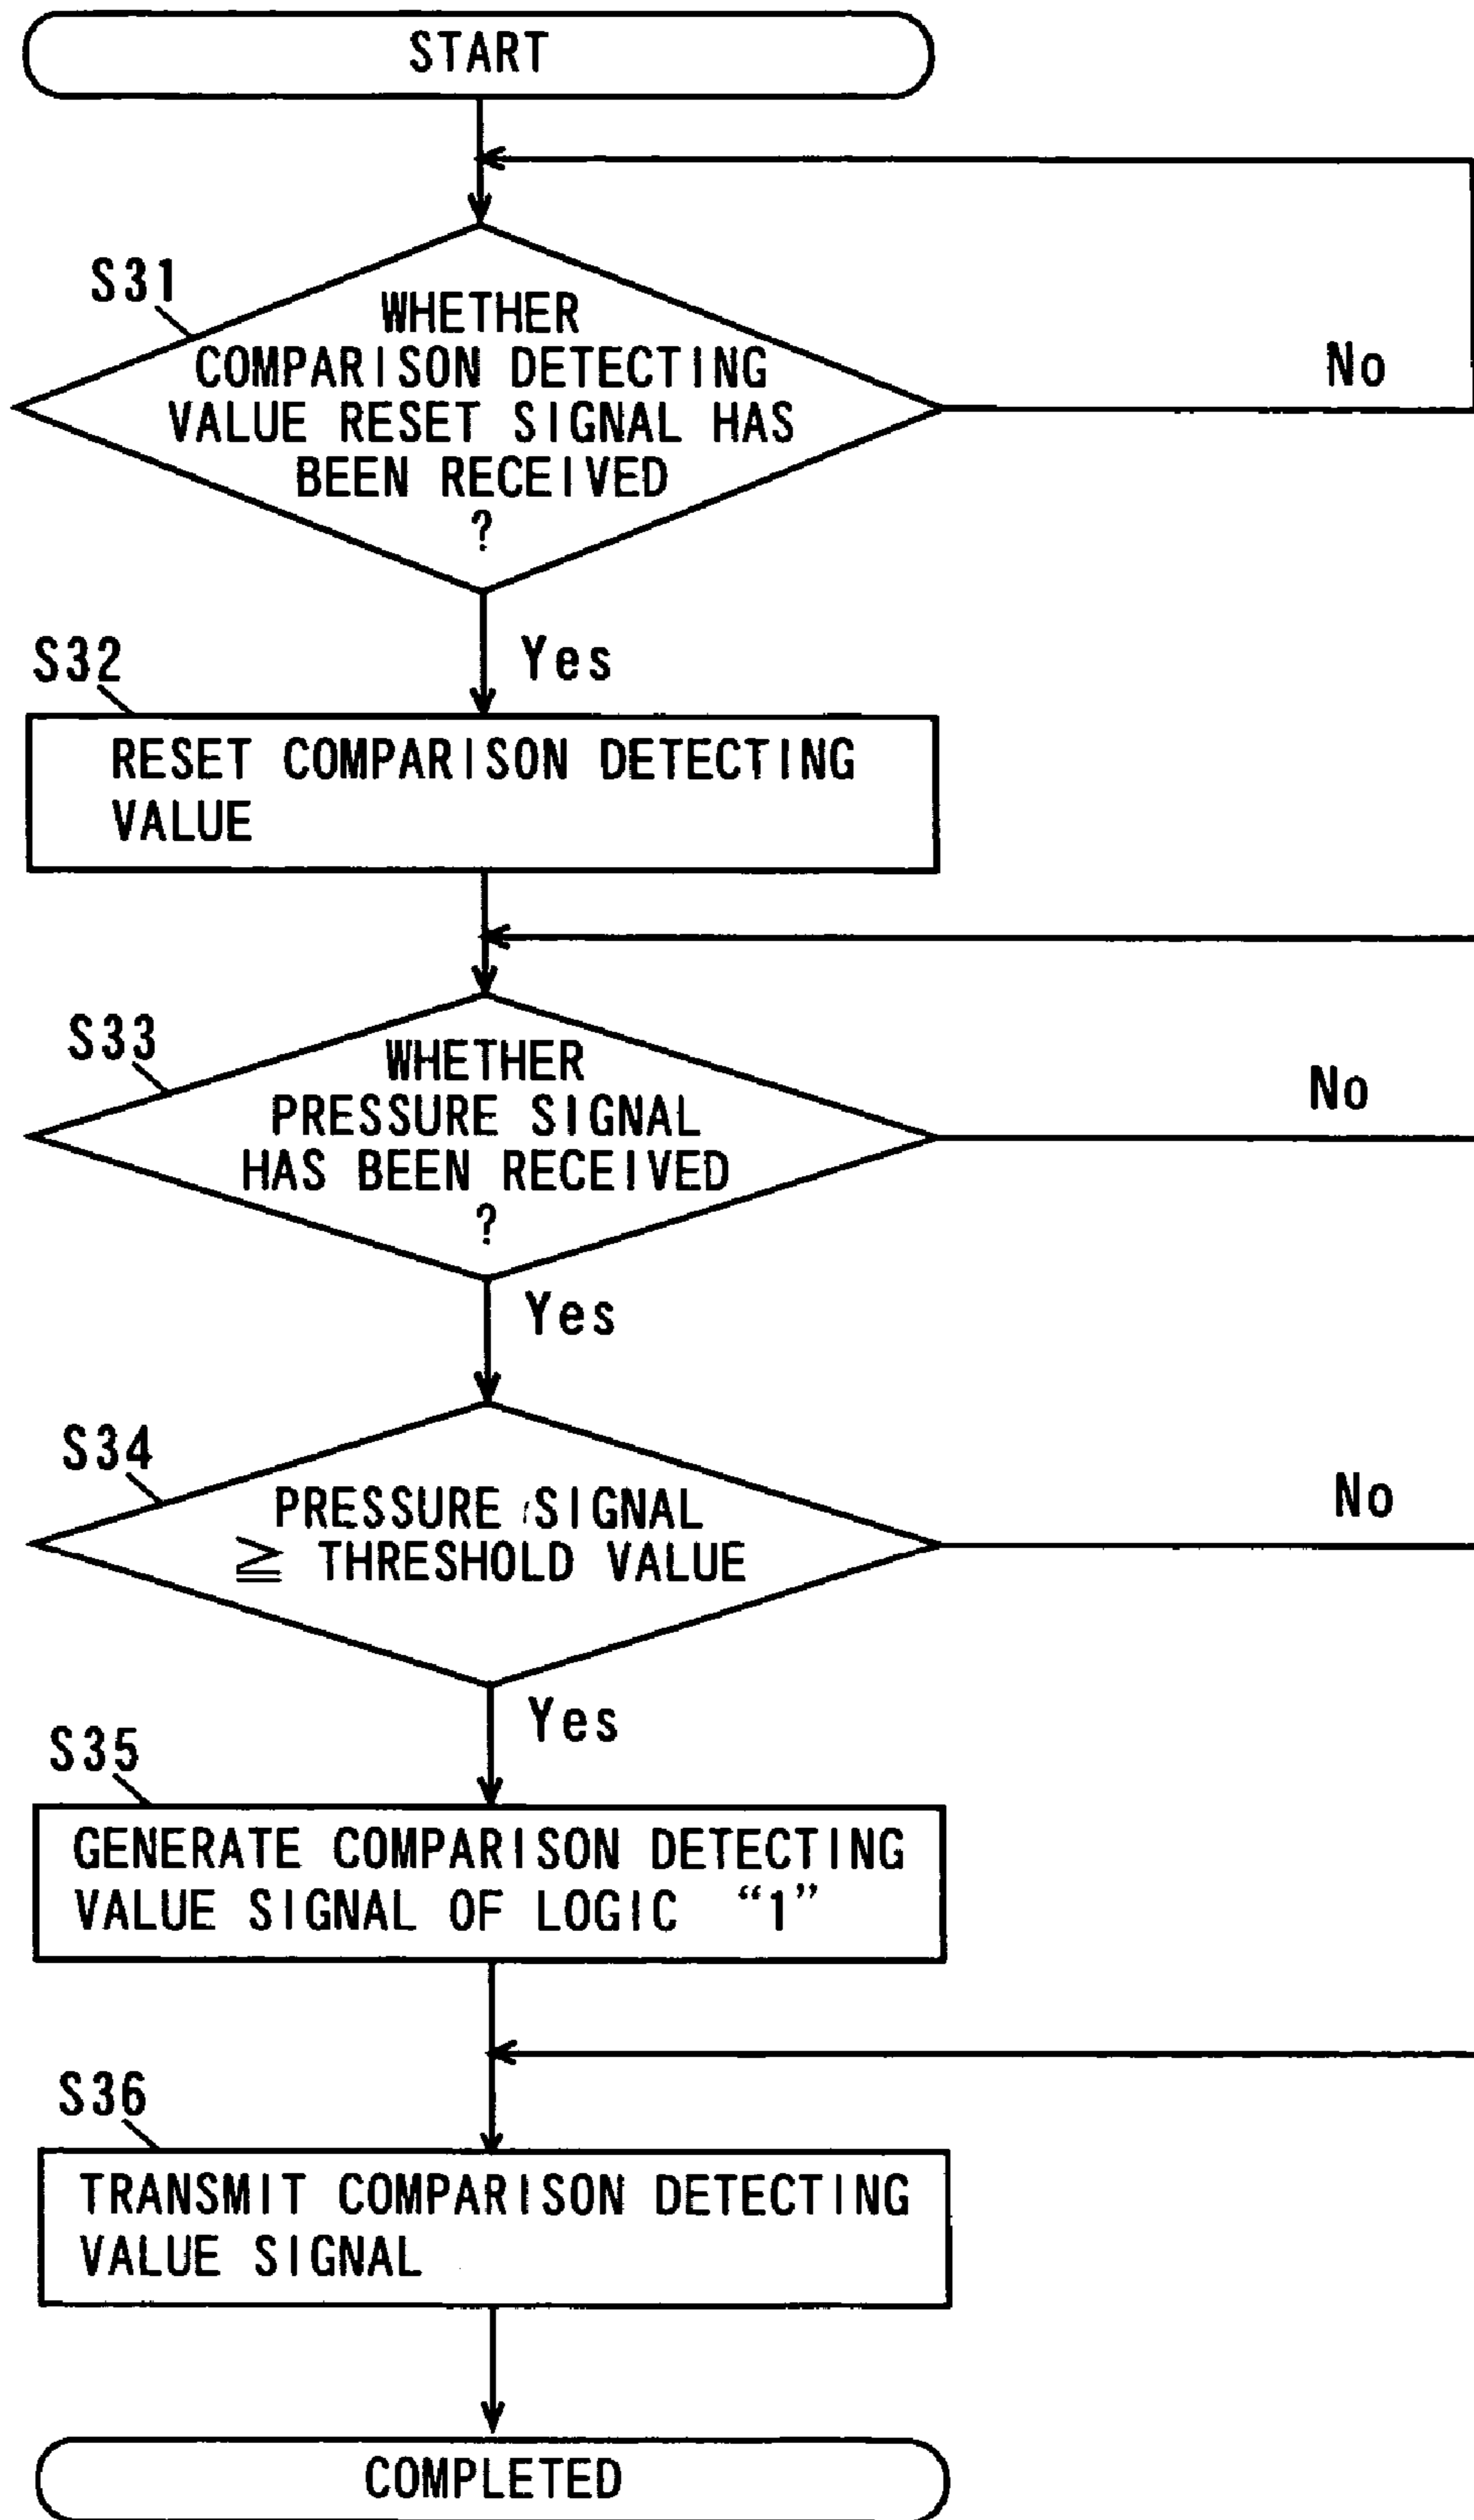 START
S31
WHETHER
COMPARISON DETECTING
VALUE RESET SIGNAL HAS
BEEN RECEIVED
?
No
Yes
S32
RESET COMPARISON DETECTING
VALUE
S33
WHETHER
PRESSURE SIGNAL
HAS BEEN RECEIVED
?
No
Yes
S34
PRESSURE SIGNAL
≧ THRESHOLD VALUE
No
Yes
S35
GENERATE COMPARISON DETECTING
VALUE SIGNAL OF LOGIC “1”
S36
TRANSMIT COMPARISON DETECTING
VALUE SIGNAL
COMPLETED